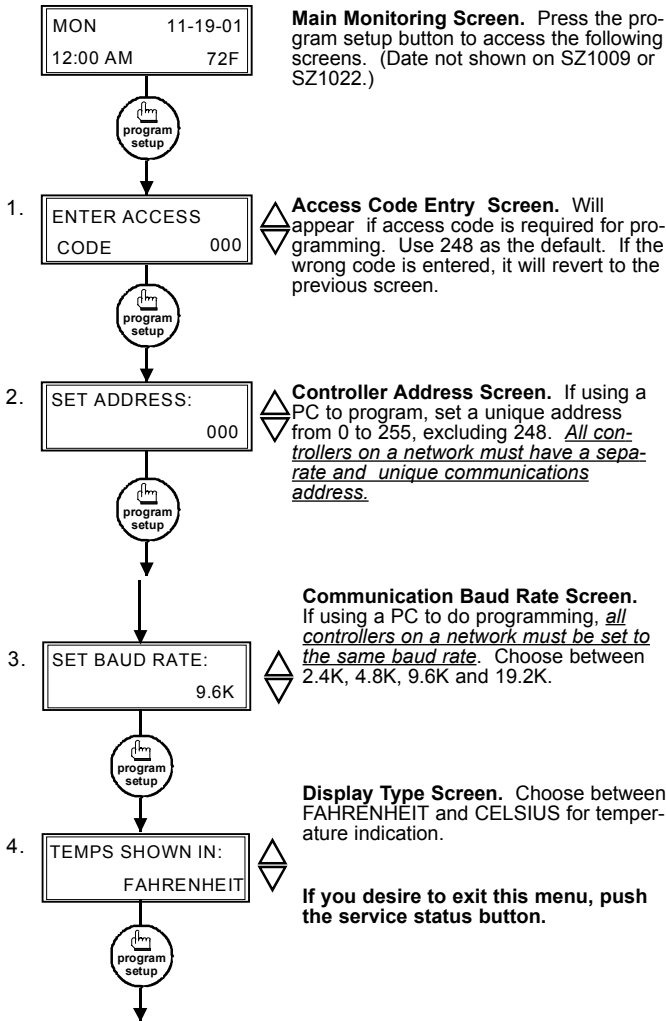 MON 11-19-01
12:00 AM 72F
Main Monitoring Screen. Press the pro-
gram setup button to access the following
screens. (Date not shown on SZ1009 or
SZ1022.)
program
setup
1.
ENTER ACCESS
CODE 000
Access Code Entry Screen. Will
appear if access code is required for pro-
gramming. Use 248 as the default. If the
wrong code is entered, it will revert to the
previous screen.
program
setup
2.
SET ADDRESS:
000
Controller Address Screen. If using a
PC to program, set a unique address
from 0 to 255, excluding 248. All con-
trollers on a network must have a sepa-
rate and unique communications
address.
program
setup
3.
SET BAUD RATE:
9.6K
Communication Baud Rate Screen.
If using a PC to do programming, all
controllers on a network must be set to
the same baud rate. Choose between
2.4K, 4.8K, 9.6K and 19.2K.
program
setup
4.
TEMPS SHOWN IN:
FAHRENHEIT
Display Type Screen. Choose between
FAHRENHEIT and CELSIUS for temper-
ature indication.
If you desire to exit this menu, push
the service status button.
program
setup